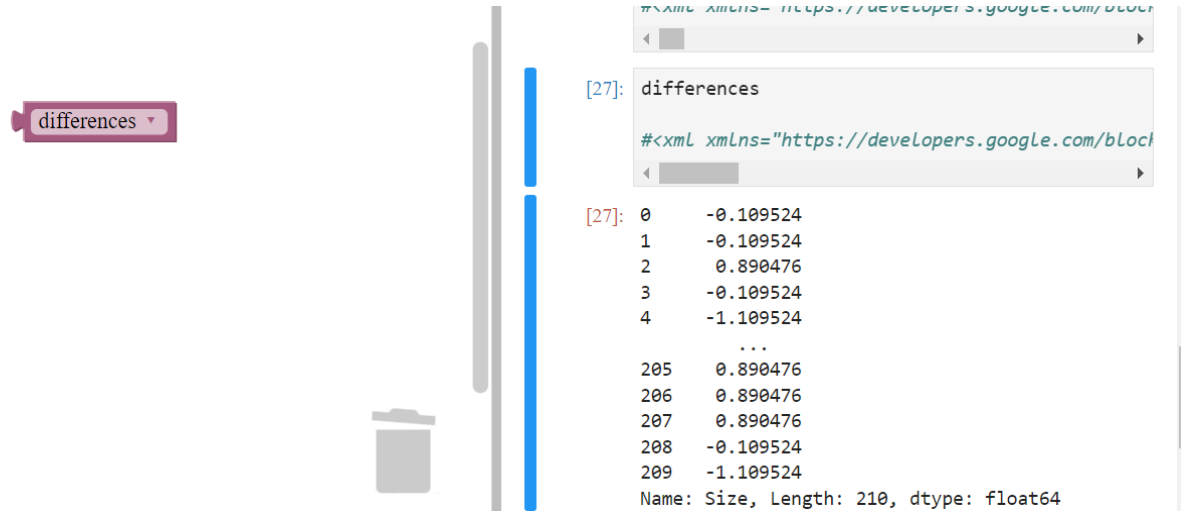 differences
#<xml xmlns="https://developers.google.com/block
[27]: differences
#<xml xmlns="https://developers.google.com/block
[27]: 0 -0.109524
1 -0.109524
2 0.890476
3 -0.109524
4 -1.109524
...
205 0.890476
206 0.890476
207 0.890476
208 -0.109524
209 -1.109524
Name: Size, Length: 210, dtype: float64